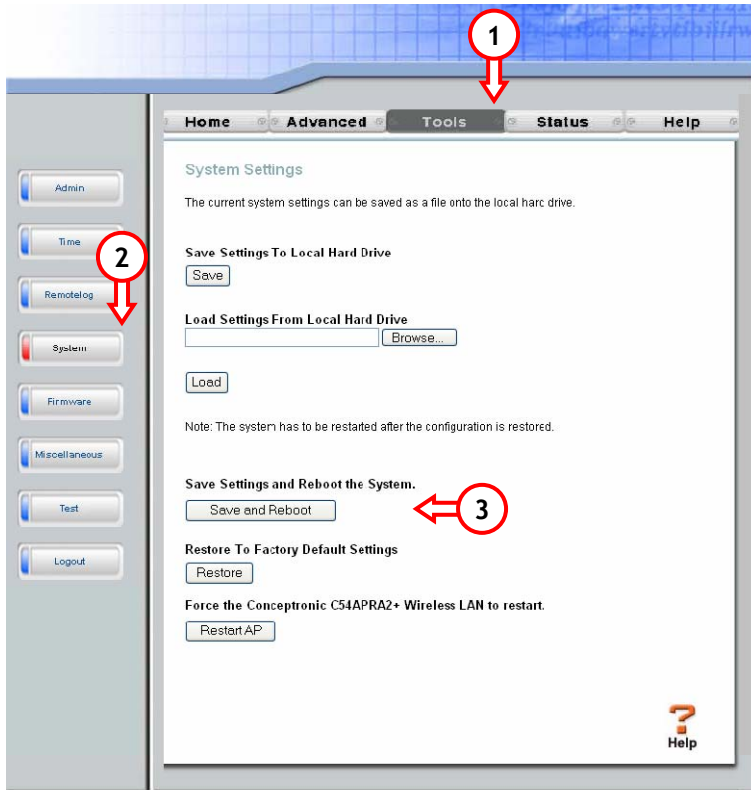 1
Home Advanced Tools Status Help
System Settings
Admin
The current system settings can be saved as a file onto the local hard drive.
Time
2
Save Settings To Local Hard Drive
Save
Remotelog
Load Settings From Local Hard Drive
Browse...
System
Load
Firmware
Note: The system has to be restarted after the configuration is restored.
Miscellaneous
Save Settings and Reboot the System.
Test
Save and Reboot
3
Restore To Factory Default Settings
Logout
Restore
Force the Conceptronic C54APRA2+ Wireless LAN to restart.
Restart AP
?
Help